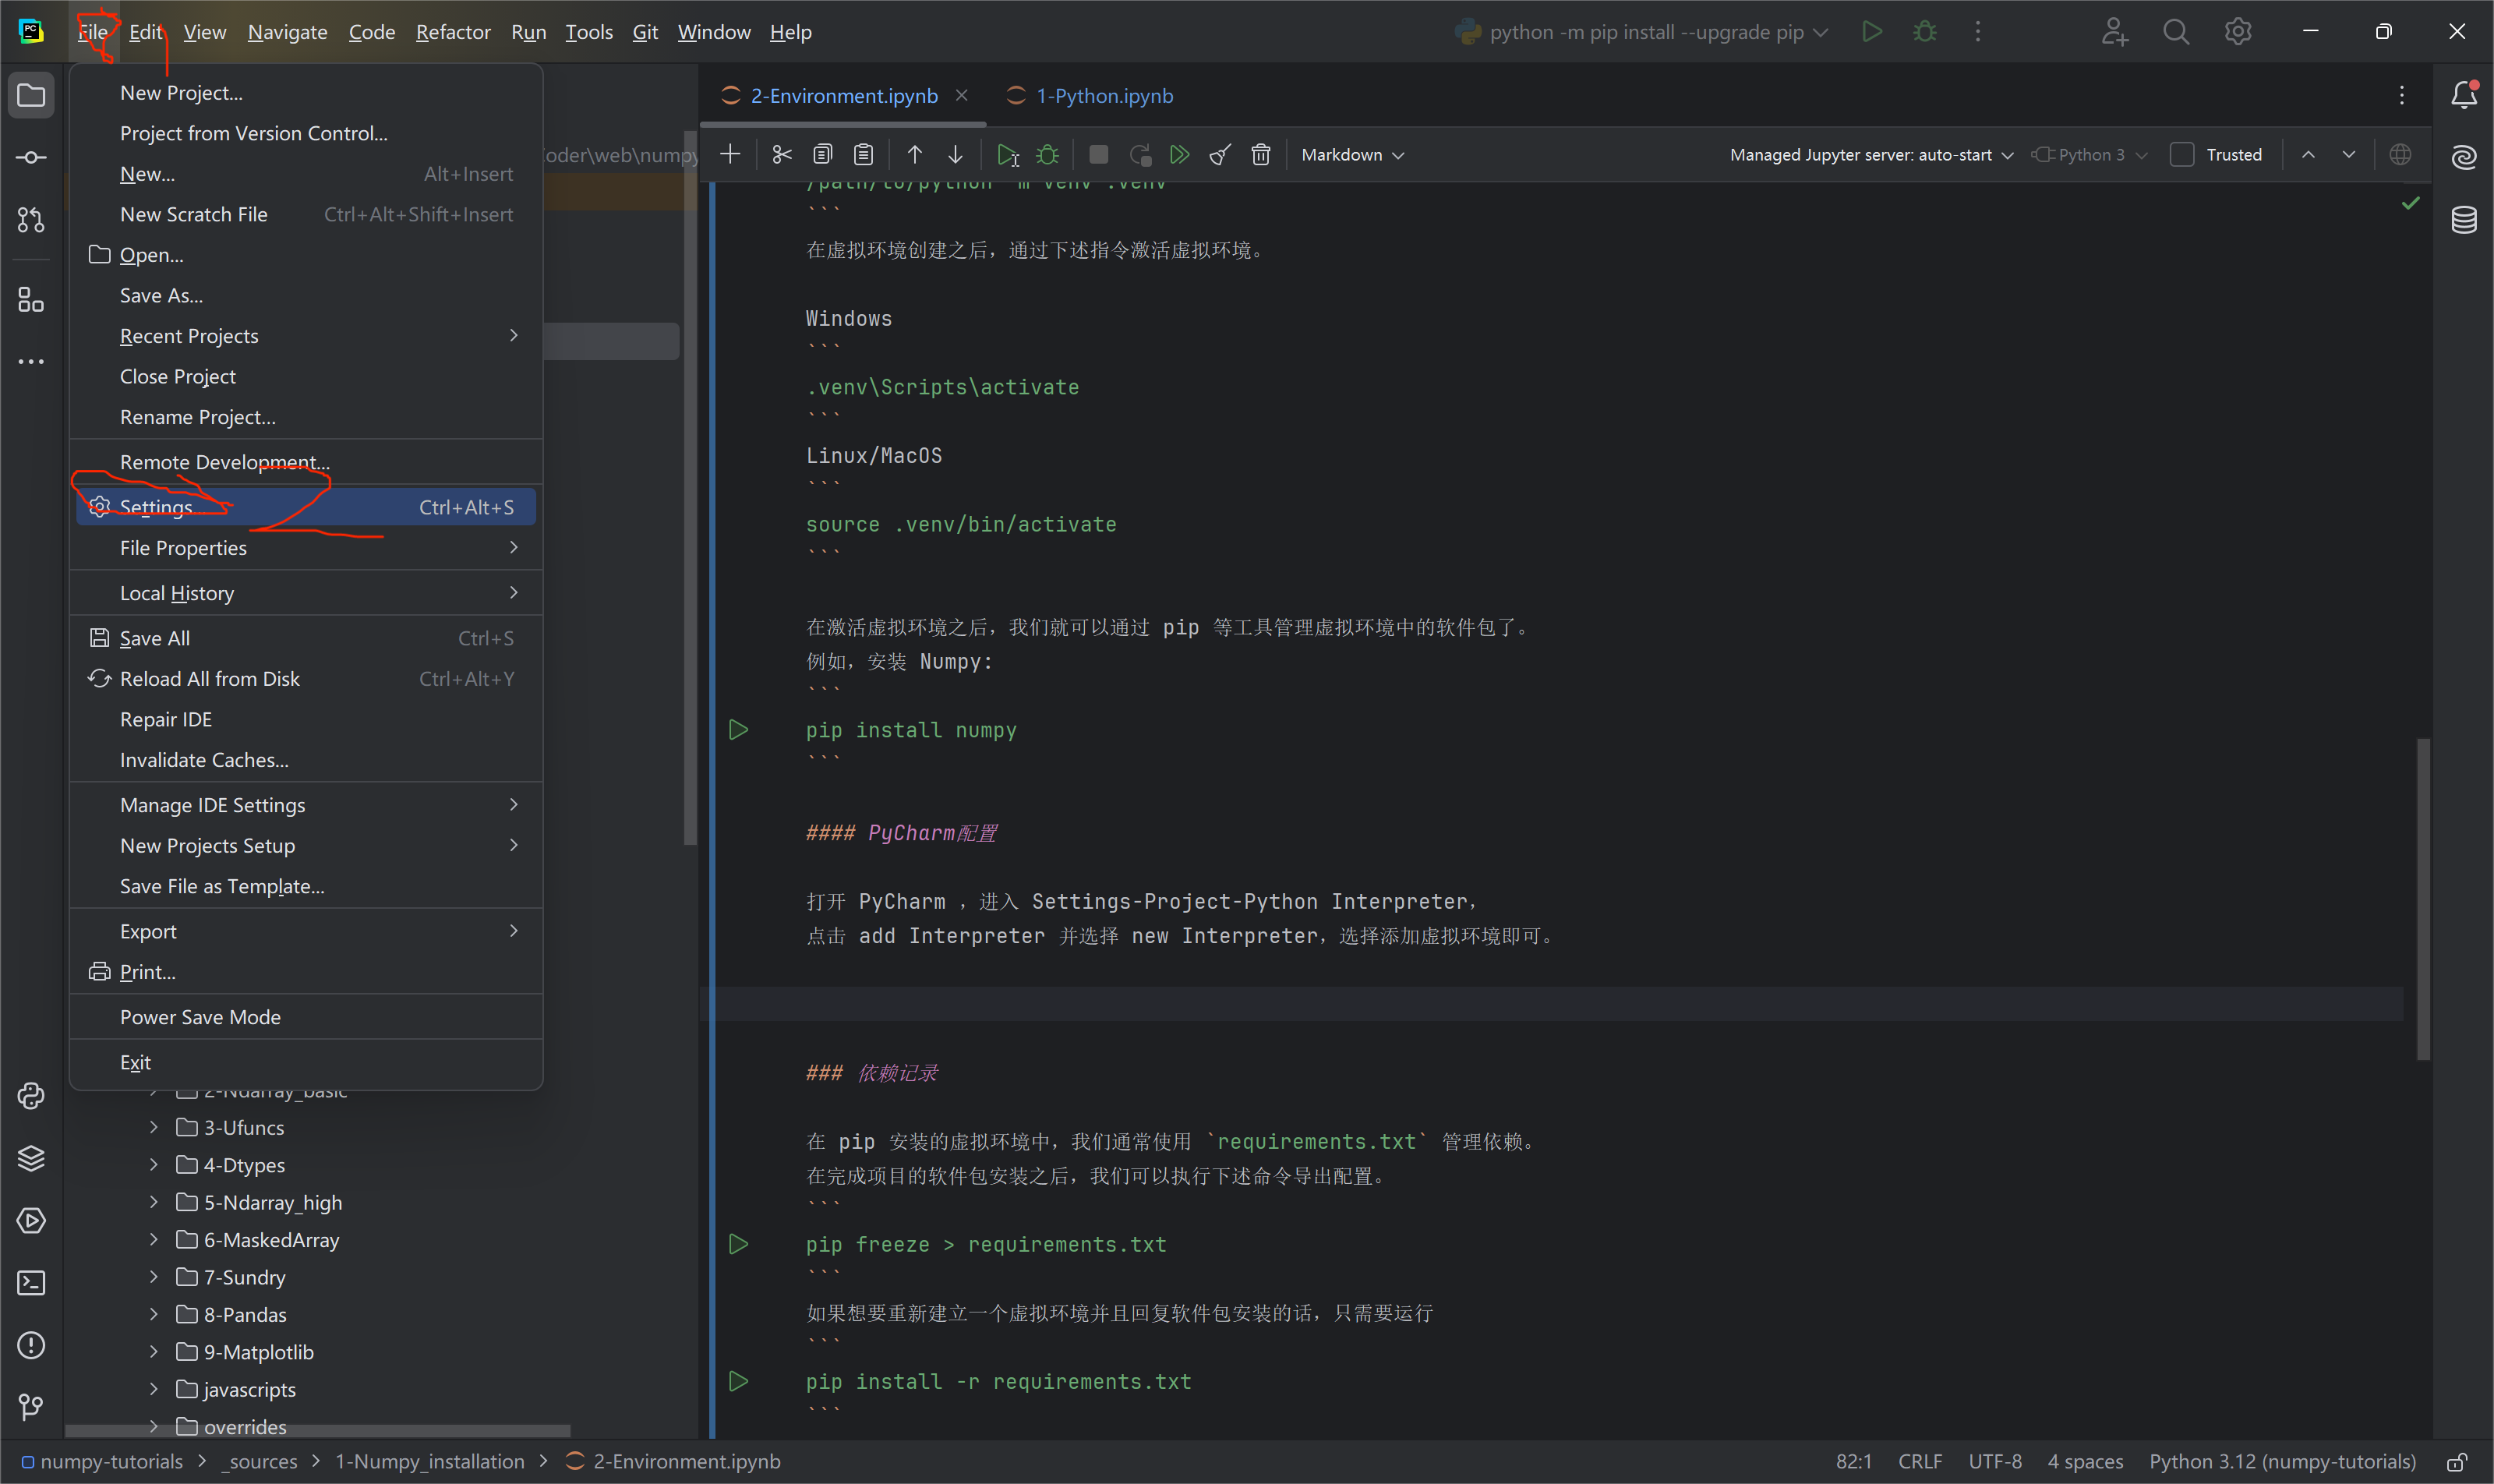 PC
File Edit View Navigate Code Refactor Run Tools Git Window Help
python -m pip install --upgrade pip
New Project...
Project from Version Control...
New... Alt+Insert
New Scratch File Ctrl+Alt+Shift+Insert
Open...
Save As...
Recent Projects
Close Project
Rename Project...
Remote Development...
Settings... Ctrl+Alt+S
File Properties
Local History
Save All Ctrl+S
Reload All from Disk Ctrl+Alt+Y
Repair IDE
Invalidate Caches...
Manage IDE Settings
New Projects Setup
Save File as Template...
Export
Print...
Power Save Mode
Exit
oder\web\numpy
2-Ndarray_basic
3-Ufuncs
4-Dtypes
5-Ndarray_high
6-MaskedArray
7-Sundry
8-Pandas
9-Matplotlib
javascripts
overrides
2-Environment.ipynb 1-Python.ipynb
Markdown Managed Jupyter server: auto-start Python 3 Trusted
/path/to/python -m venv .venv
```
在虚拟环境创建之后，通过下述指令激活虚拟环境。
Windows
```
.venv\Scripts\activate
```
Linux/MacOS
```
source .venv/bin/activate
```
在激活虚拟环境之后，我们就可以通过 pip 等工具管理虚拟环境中的软件包了。
例如，安装 Numpy:
```
pip install numpy
```
#### PyCharm配置
打开 PyCharm ，进入 Settings-Project-Python Interpreter，
点击 add Interpreter 并选择 new Interpreter，选择添加虚拟环境即可。
### 依赖记录
在 pip 安装的虚拟环境中，我们通常使用 `requirements.txt` 管理依赖。
在完成项目的软件包安装之后，我们可以执行下述命令导出配置。
```
pip freeze > requirements.txt
```
如果想要重新建立一个虚拟环境并且回复软件包安装的话，只需要运行
```
pip install -r requirements.txt
```
numpy-tutorials > _sources > 1-Numpy_installation > 2-Environment.ipynb
82:1 CRLF UTF-8 4 spaces Python 3.12 (numpy-tutorials)